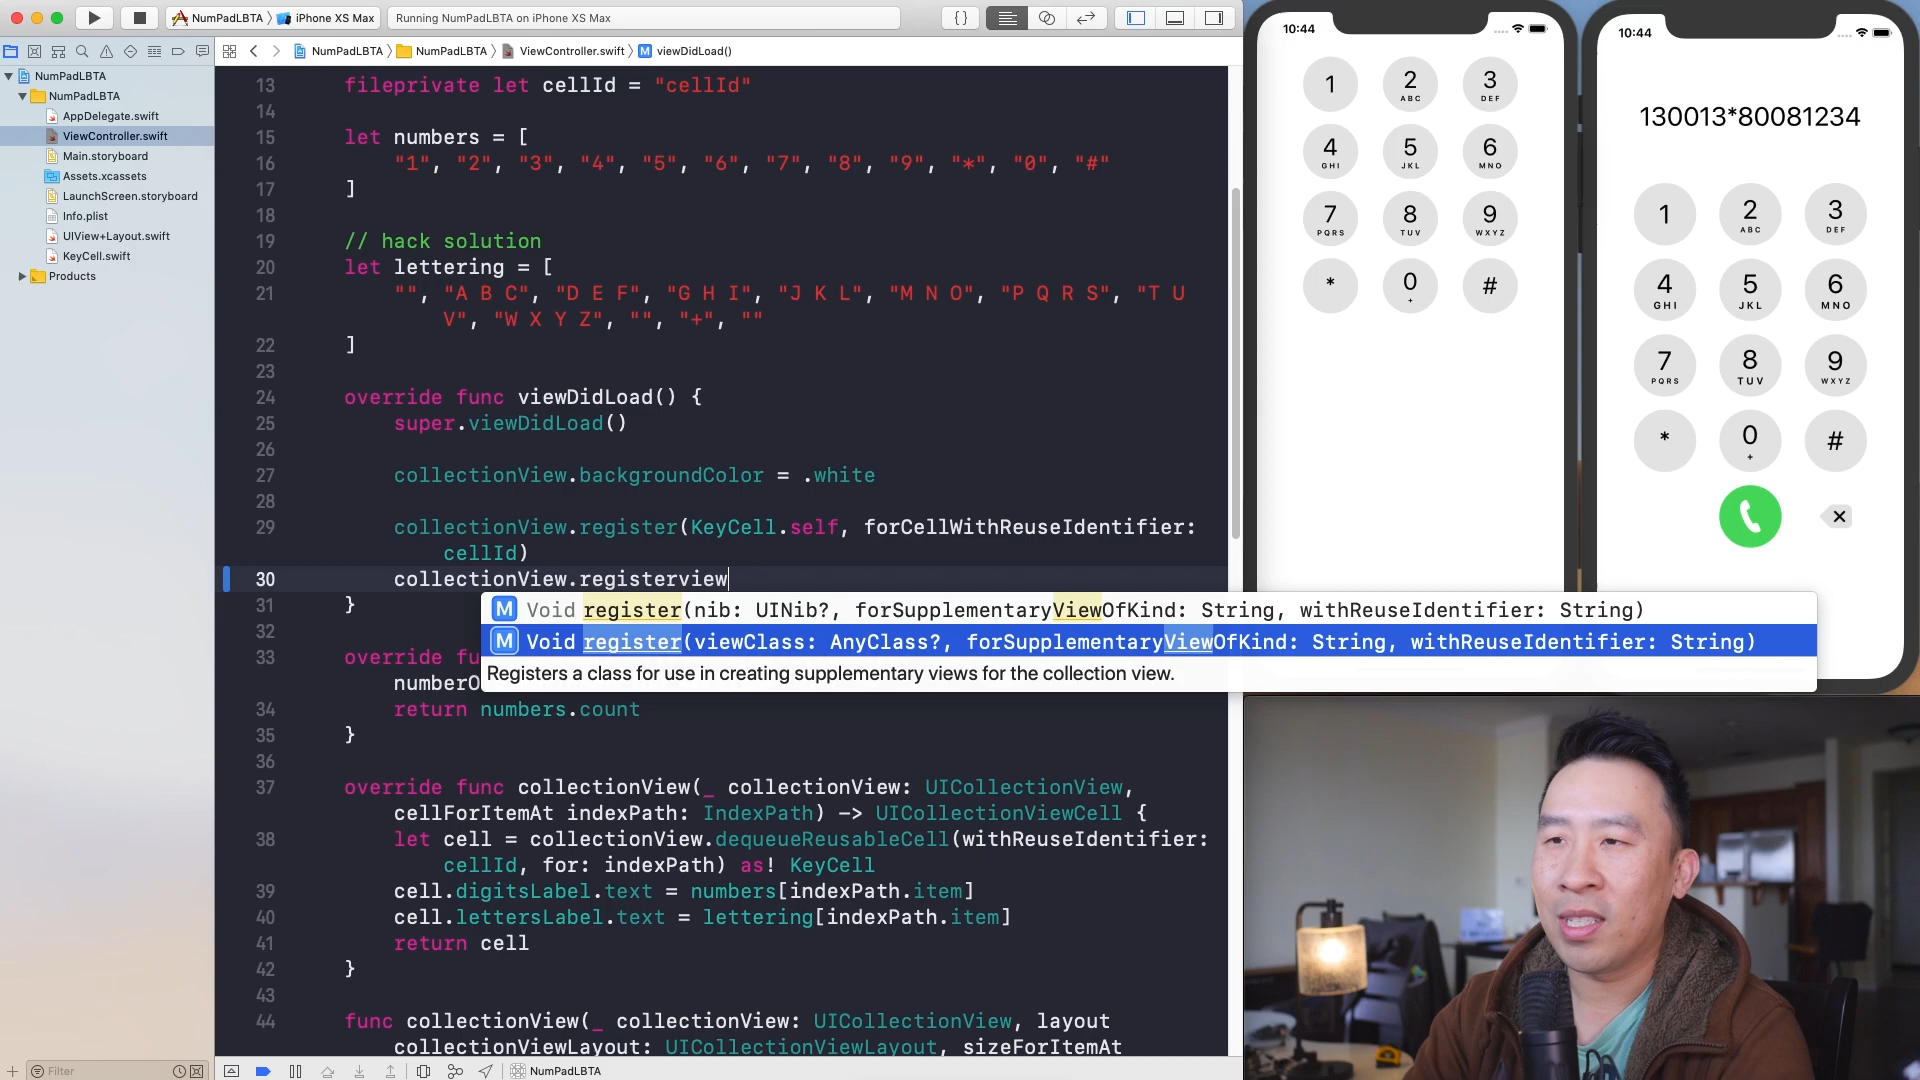 NumPadLBTA
iPhone XS Max
Running NumPadLBTA on iPhone XS Max
{ }
NumPadLBTA
NumPadLBTA
ViewController.swift
M
viewDidLoad()
NumPadLBTA
NumPadLBTA
AppDelegate.swift
ViewController.swift
Main.storyboard
Assets.xcassets
LaunchScreen.storyboard
Info.plist
UIView+Layout.swift
KeyCell.swift
Products
Filter
13 fileprivate let cellId = "cellId"
14
15 let numbers = [
16 "1", "2", "3", "4", "5", "6", "7", "8", "9", "*", "0", "#"
17 ]
18
19 // hack solution
20 let lettering = [
21 "", "A B C", "D E F", "G H I", "J K L", "M N O", "P Q R S", "T U
V", "W X Y Z", "", "+", ""
22 ]
23
24 override func viewDidLoad() {
25 super.viewDidLoad()
26
27 collectionView.backgroundColor = .white
28
29 collectionView.register(KeyCell.self, forCellWithReuseIdentifier:
cellId)
30 collectionView.registerview
31 }
M Void register(nib: UINib?, forSupplementaryViewOfKind: String, withReuseIdentifier: String)
M Void register(viewClass: AnyClass?, forSupplementaryViewOfKind: String, withReuseIdentifier: String)
Registers a class for use in creating supplementary views for the collection view.
32
33 override fu
numberO
34 return numbers.count
35 }
36
37 override func collectionView(_ collectionView: UICollectionView,
cellForItemAt indexPath: IndexPath) -> UICollectionViewCell {
38 let cell = collectionView.dequeueReusableCell(withReuseIdentifier:
cellId, for: indexPath) as! KeyCell
39 cell.digitsLabel.text = numbers[indexPath.item]
40 cell.lettersLabel.text = lettering[indexPath.item]
41 return cell
42 }
43
44 func collectionView(_ collectionView: UICollectionView, layout
collectionViewLayout: UICollectionViewLayout, sizeForItemAt
NumPadLBTA
10:44
1
2
ABC
3
DEF
4
GHI
5
JKL
6
MNO
7
PQRS
8
TUV
9
WXYZ
*
0
+
#
10:44
130013*80081234
1
2
ABC
3
DEF
4
GHI
5
JKL
6
MNO
7
PQRS
8
TUV
9
WXYZ
*
0
+
#